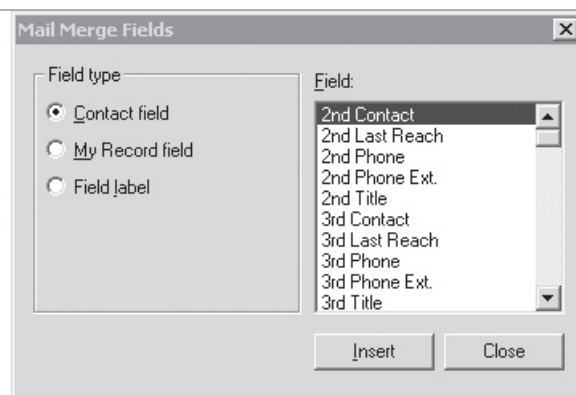 Mail Merge Fields
Field type
Contact field
My Record field
Field label
Field:
2nd Contact
2nd Last Reach
2nd Phone
2nd Phone Ext.
2nd Title
3rd Contact
3rd Last Reach
3rd Phone
3rd Phone Ext.
3rd Title
Insert
Close